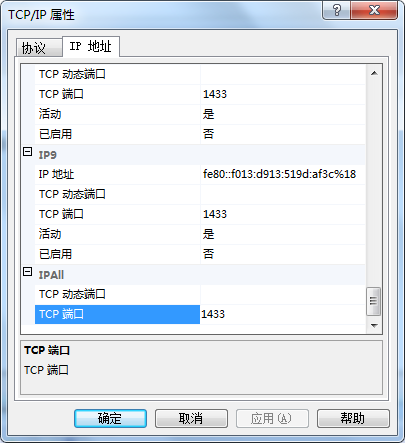 TCP/IP 属性
协议
IP 地址
TCP 动态端口
TCP 端口 1433
活动 是
已启用 否
IP9
IP 地址 fe80::f013:d913:519d:af3c%18
TCP 动态端口
TCP 端口 1433
活动 是
已启用 否
IPAll
TCP 动态端口
TCP 端口 1433
TCP 端口
TCP 端口
确定 取消 应用(A) 帮助